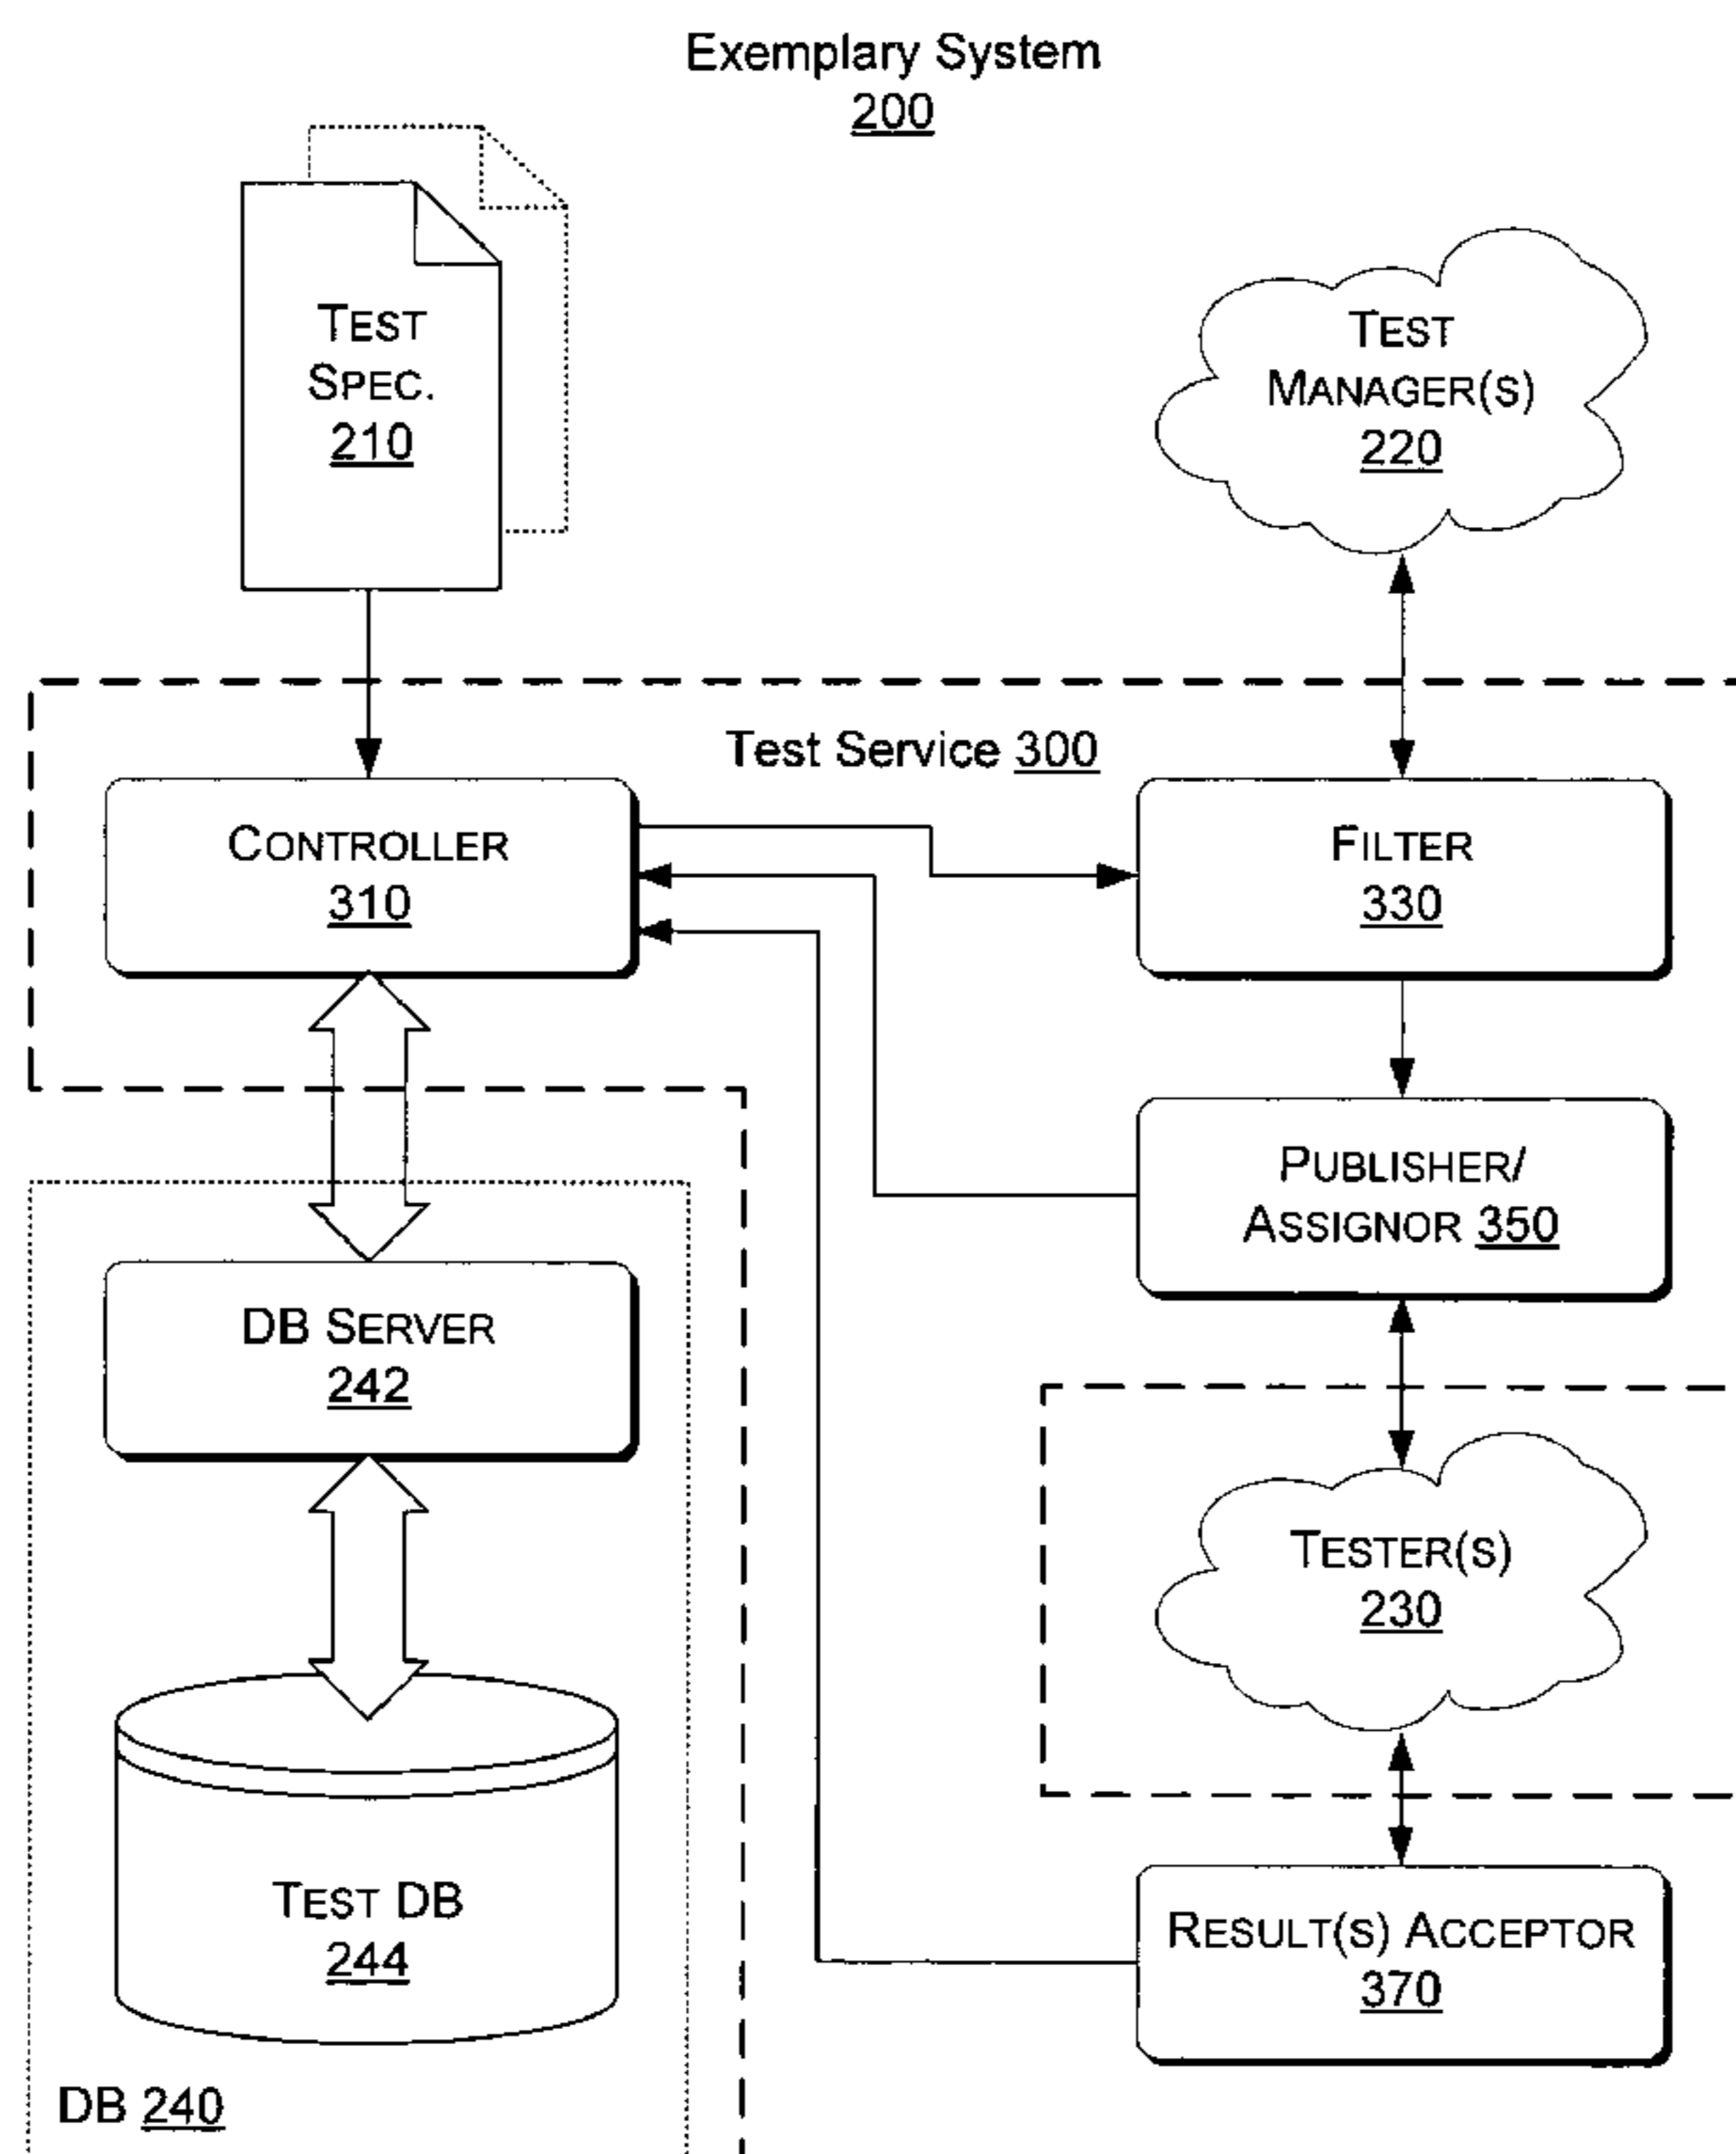 Exemplary System
200
TEST
SPEC.
210
TEST
MANAGER(S)
220
Test Service 300
CONTROLLER
310
FILTER
330
PUBLISHER/
ASSIGNOR 350
DB SERVER
242
TESTER(S)
230
TEST DB
244
RESULT(S) ACCEPTOR
370
DB 240